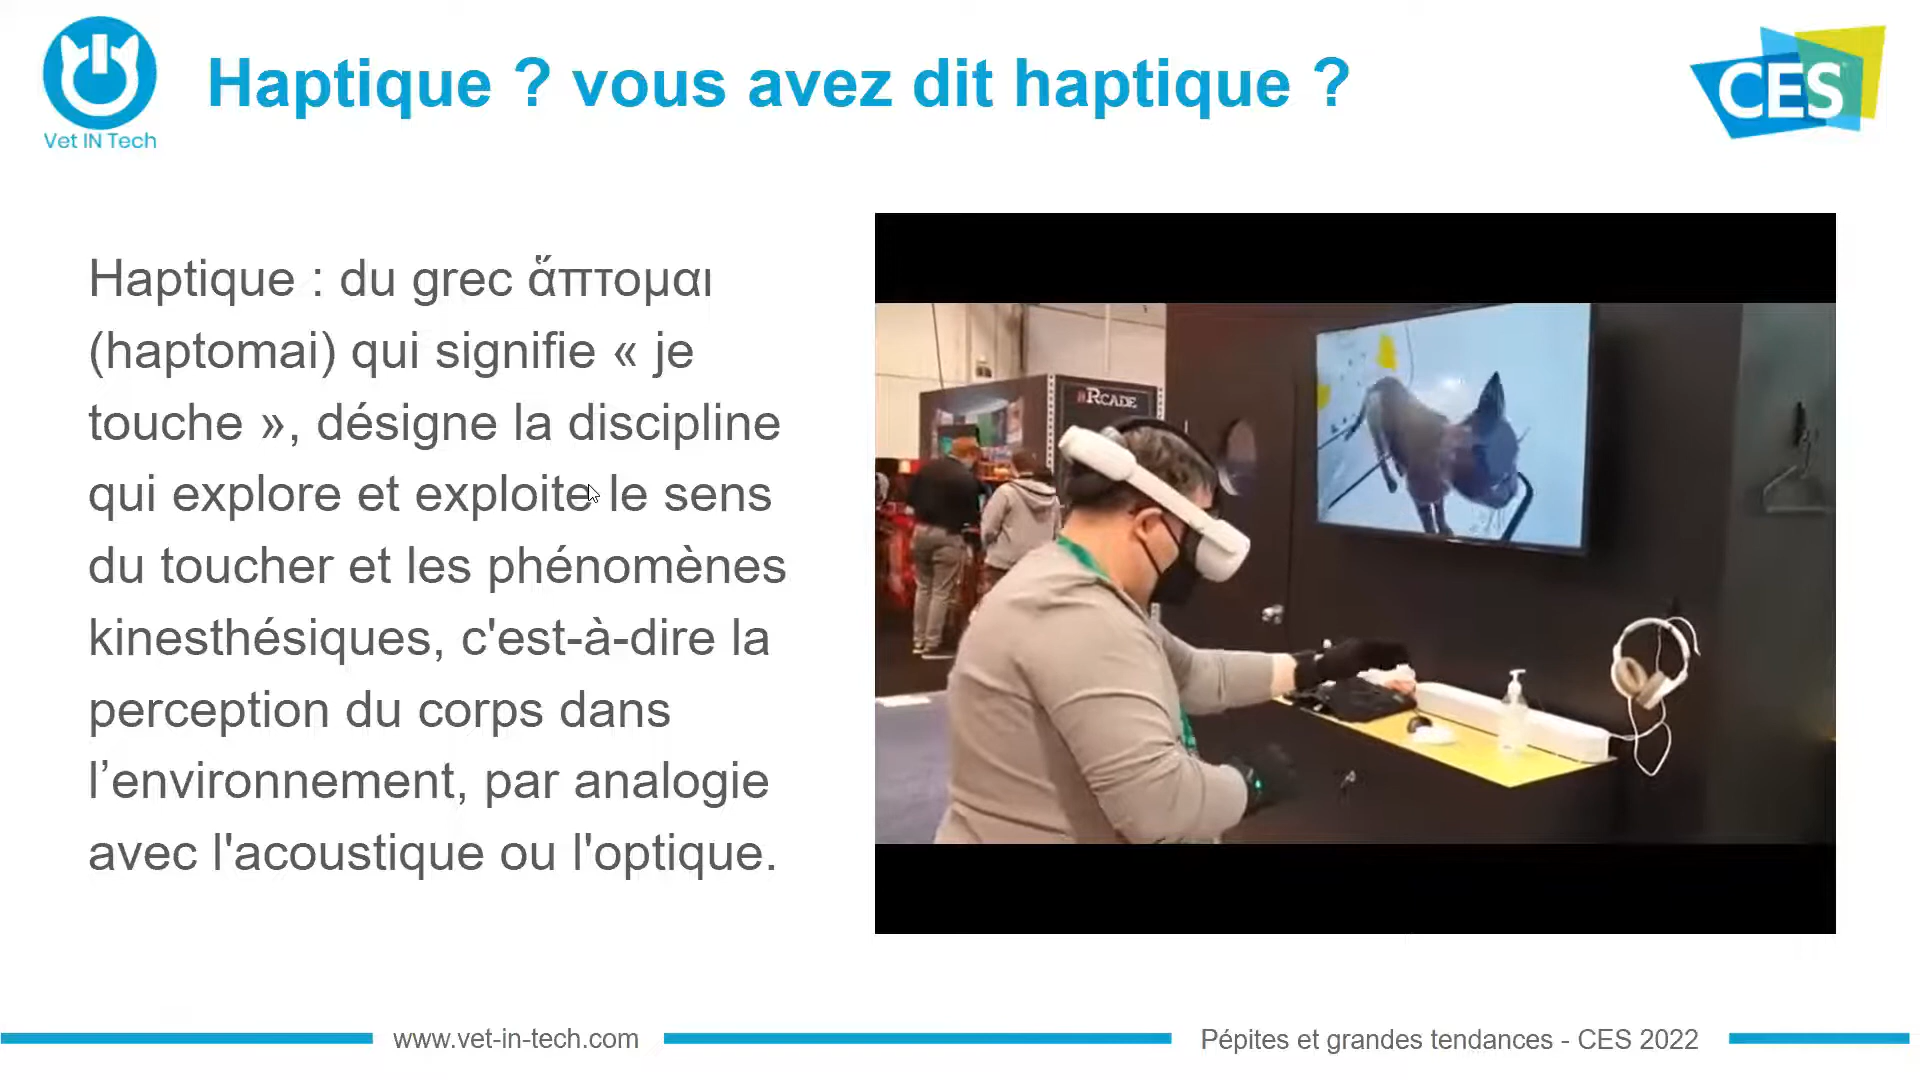 Haptique ? vous avez dit haptique ?
CES
Vet IN Tech
Haptique : du grec ἅπτομαι
(haptomai) qui signifie « je
touche », désigne la discipline
qui explore et exploite le sens
du toucher et les phénomènes
kinesthésiques, c'est-à-dire la
perception du corps dans
l’environnement, par analogie
avec l'acoustique ou l'optique.
RCADE
www.vet-in-tech.com
Pépites et grandes tendances - CES 2022